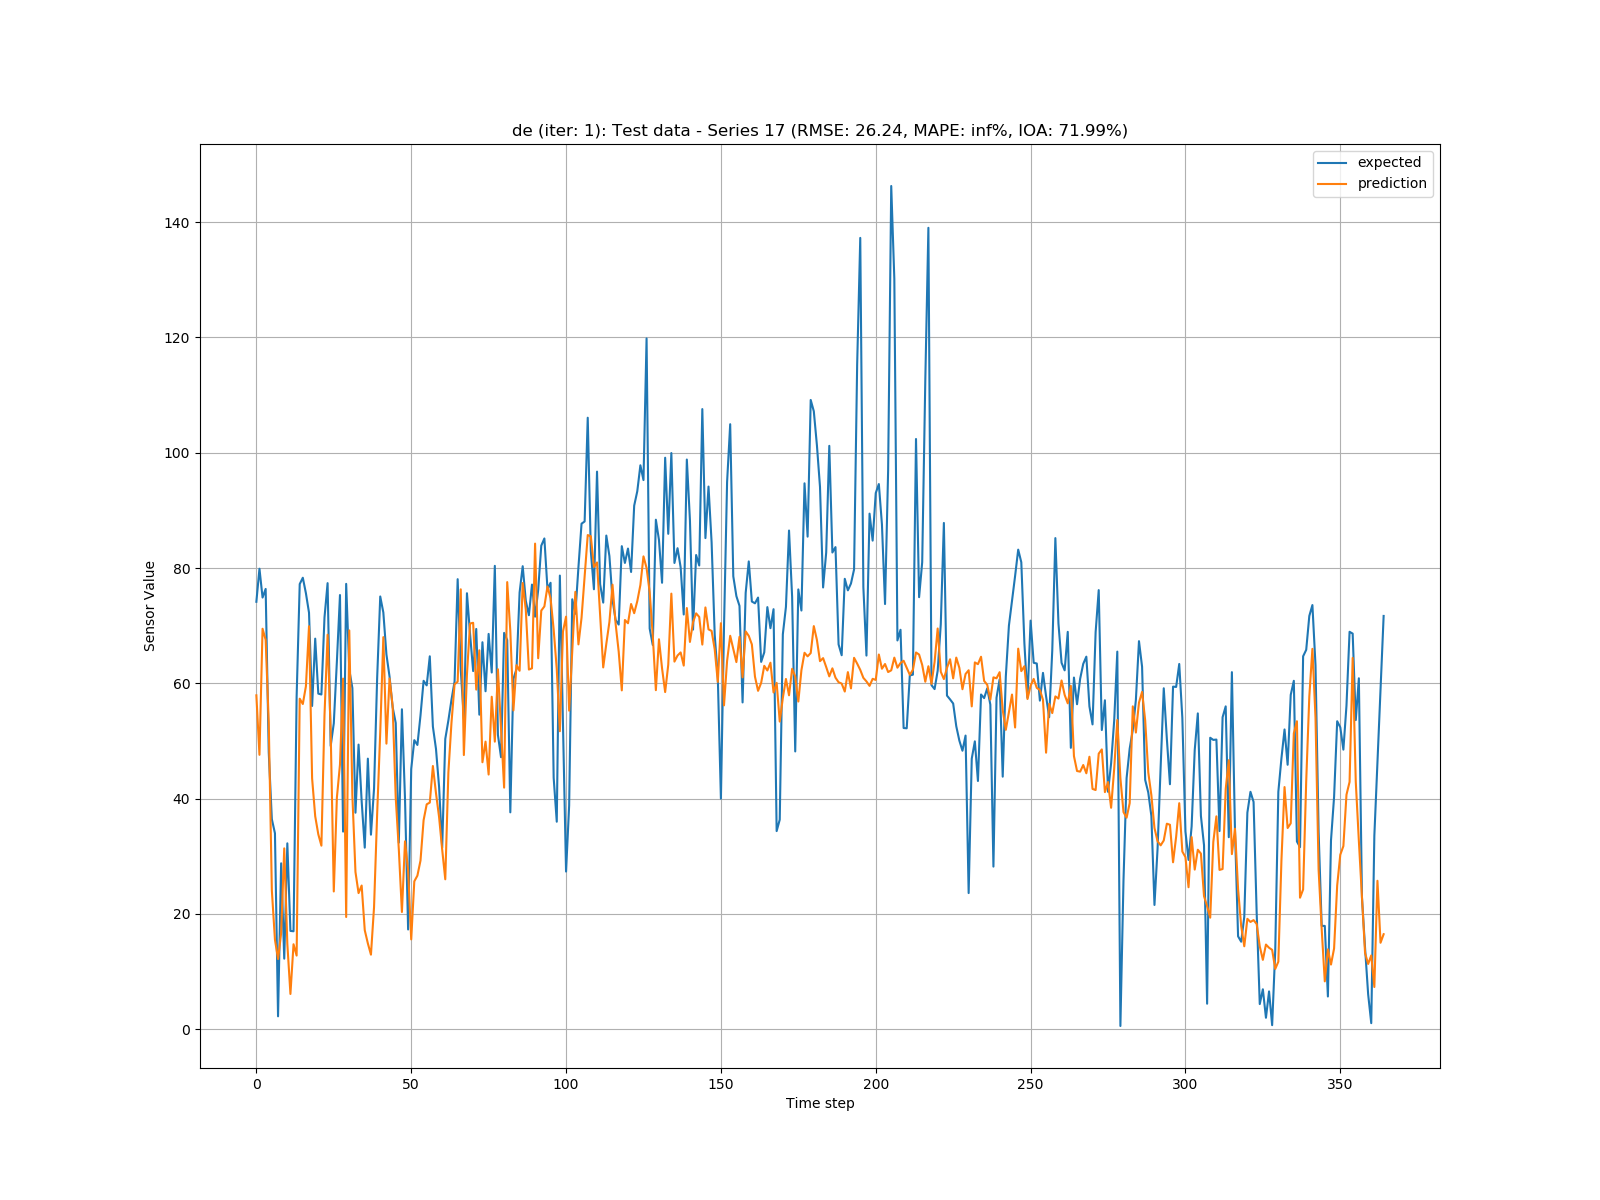 de (iter: 1): Test data - Series 17 (RMSE: 26.24, MAPE: inf%, IOA: 71.99%)
expected
prediction
Sensor Value
140
120
100
80
60
40
20
0
0 50 100 150 200 250 300 350
Time step